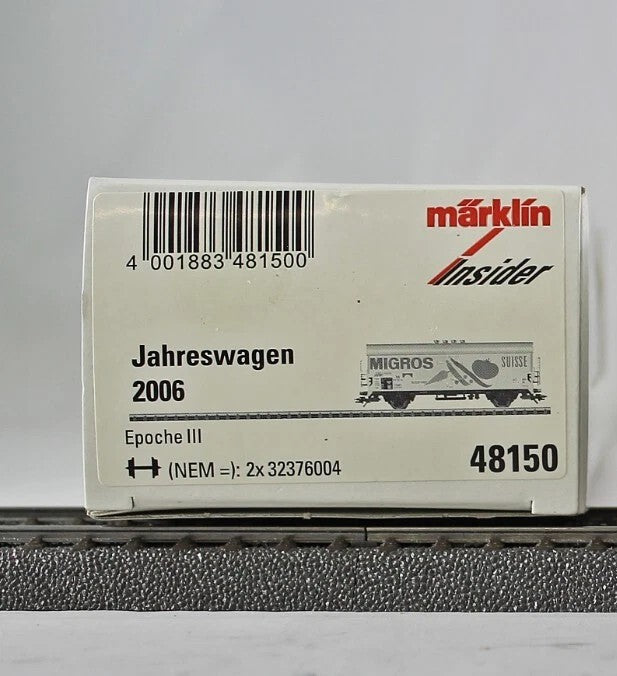 märklin
Insider
4 001883 481500
Jahreswagen
2006
MIGROS
SUISSE
Epoche III
(NEM =): 2x 32376004
48150